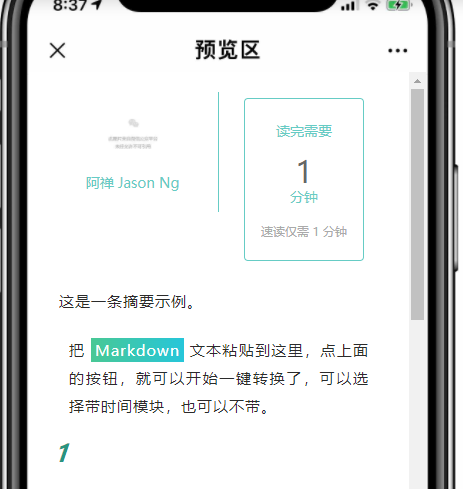 8:37
预览区
阿禅 Jason Ng
读完需要
1
分钟
速读仅需 1 分钟
这是一条摘要示例。
把 Markdown 文本粘贴到这里，点上面
的按钮，就可以开始一键转换了，可以选
择带时间模块，也可以不带。
1